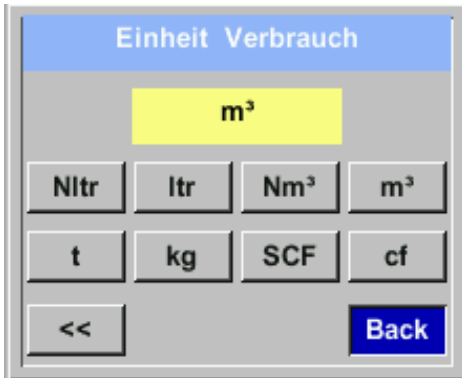 Einheit Verbrauch
m³
Nltr ltr Nm³ m³
t kg SCF cf
<< Back